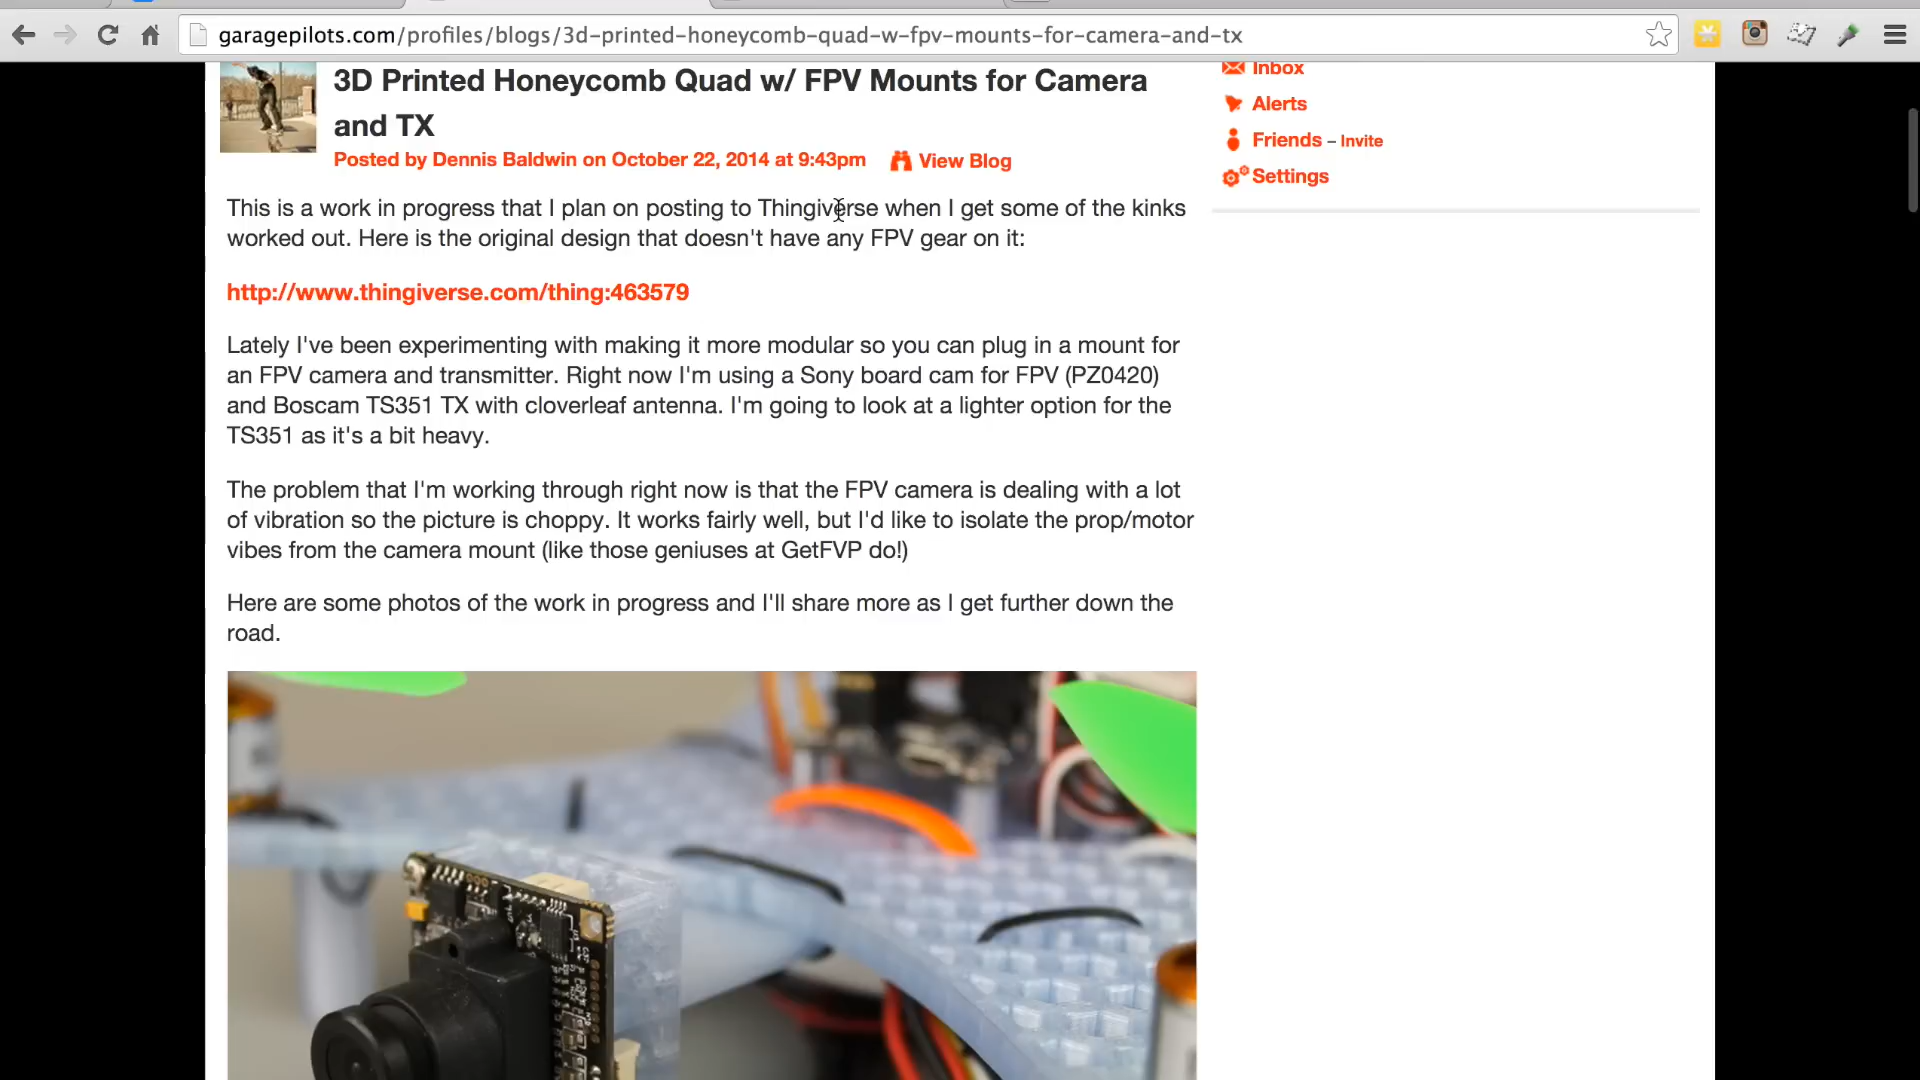 garagepilots.com/profiles/blogs/3d-printed-honeycomb-quad-w-fpv-mounts-for-camera-and-tx
3D Printed Honeycomb Quad w/ FPV Mounts for Camera
and TX
Posted by Dennis Baldwin on October 22, 2014 at 9:43pm View Blog
Inbox
Alerts
Friends – Invite
Settings
This is a work in progress that I plan on posting to Thingiverse when I get some of the kinks
worked out. Here is the original design that doesn't have any FPV gear on it:
http://www.thingiverse.com/thing:463579
Lately I've been experimenting with making it more modular so you can plug in a mount for
an FPV camera and transmitter. Right now I'm using a Sony board cam for FPV (PZ0420)
and Boscam TS351 TX with cloverleaf antenna. I'm going to look at a lighter option for the
TS351 as it's a bit heavy.
The problem that I'm working through right now is that the FPV camera is dealing with a lot
of vibration so the picture is choppy. It works fairly well, but I'd like to isolate the prop/motor
vibes from the camera mount (like those geniuses at GetFVP do!)
Here are some photos of the work in progress and I'll share more as I get further down the
road.